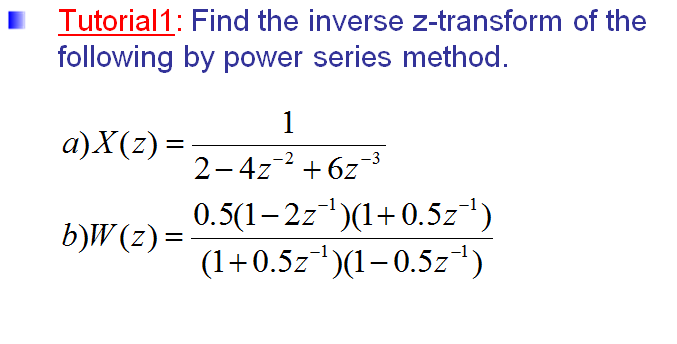 Tutorial1: Find the inverse z-transform of the
following by power series method.
a)X(z) = 1 / (2 − 4z⁻² + 6z⁻³)
b)W(z) = 0.5(1 − 2z⁻¹)(1 + 0.5z⁻¹) / (1 + 0.5z⁻¹)(1 − 0.5z⁻¹)